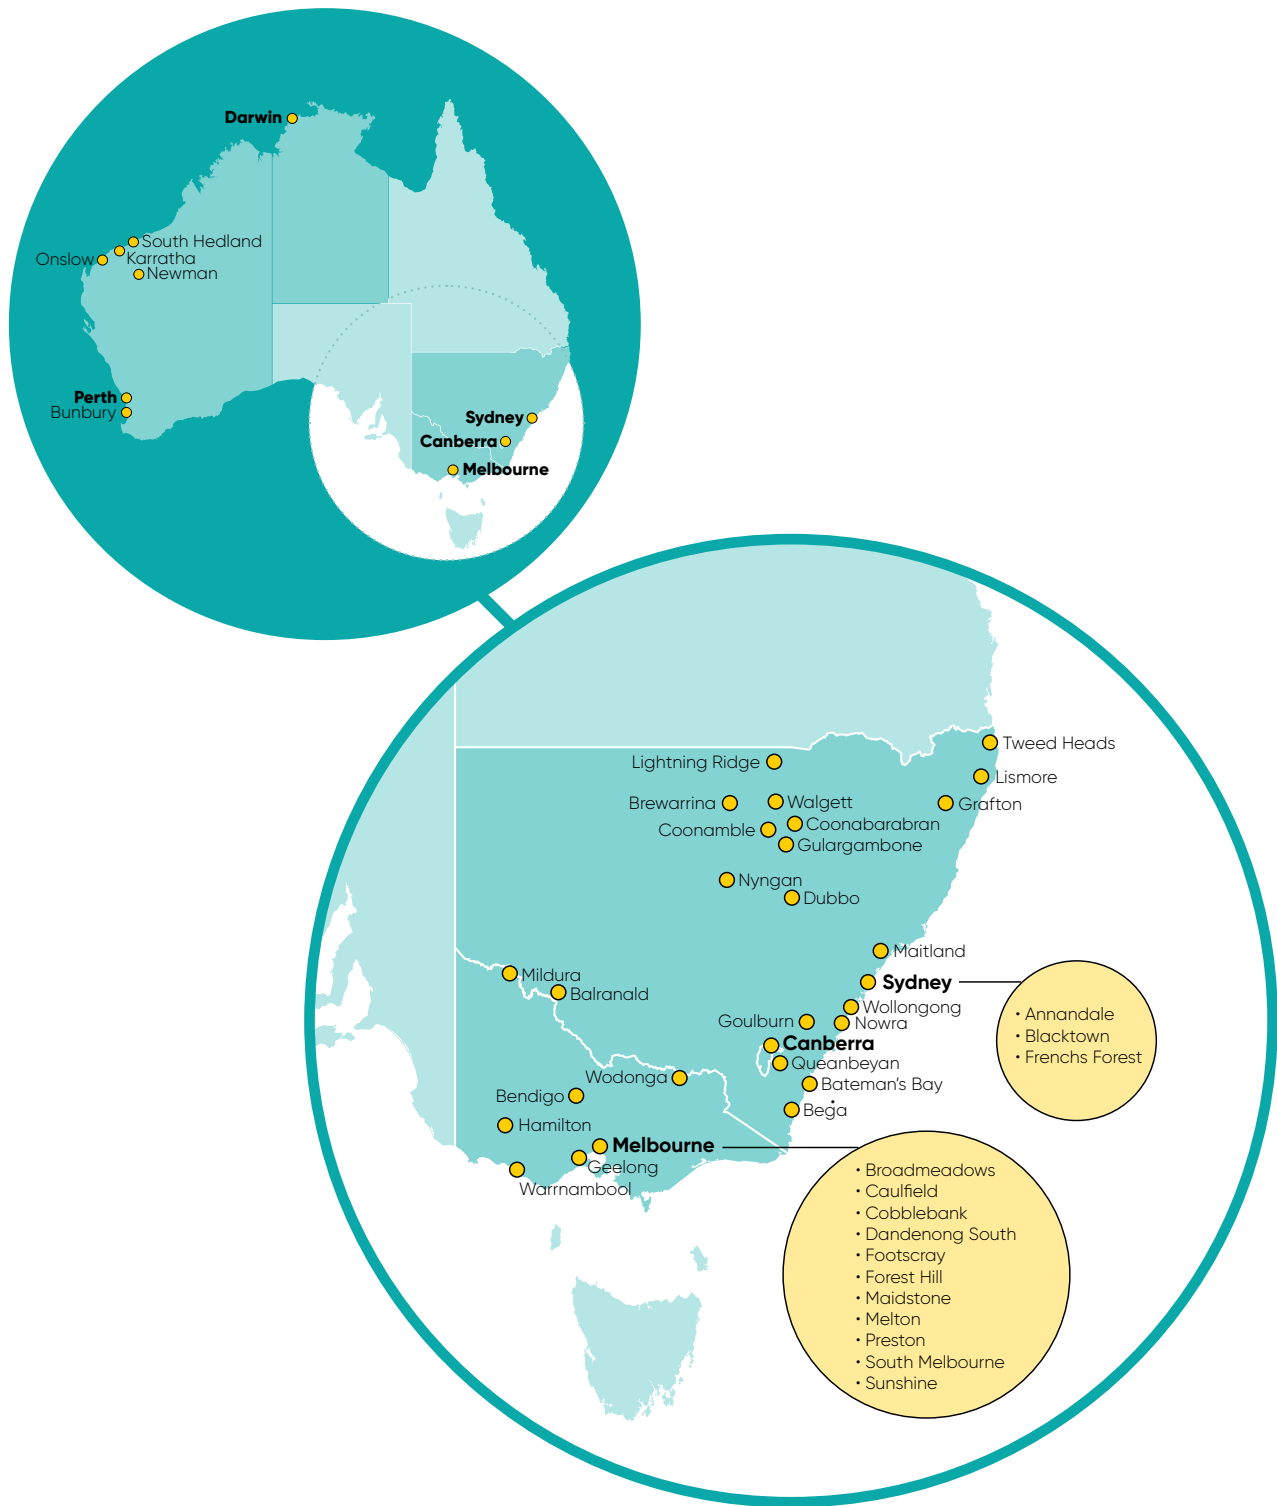 Darwin
South Hedland
Onslow
Karratha
Newman
Perth
Bunbury
Sydney
Canberra
Melbourne
Tweed Heads
Lightning Ridge
Lismore
Brewarrina
Walgett
Grafton
Coonamble
Coonabarabran
Gulargambone
Nyngan
Dubbo
Maitland
Mildura
Sydney
Balranald
Wollongong
Goulburn
Nowra
Canberra
Queanbeyan
Wodonga
Bateman's Bay
Bendigo
Bega
Hamilton
Melbourne
Geelong
Warrnambool
• Annandale
• Blacktown
• Frenchs Forest
• Broadmeadows
• Caulfield
• Cobblebank
• Dandenong South
• Footscray
• Forest Hill
• Maidstone
• Melton
• Preston
• South Melbourne
• Sunshine